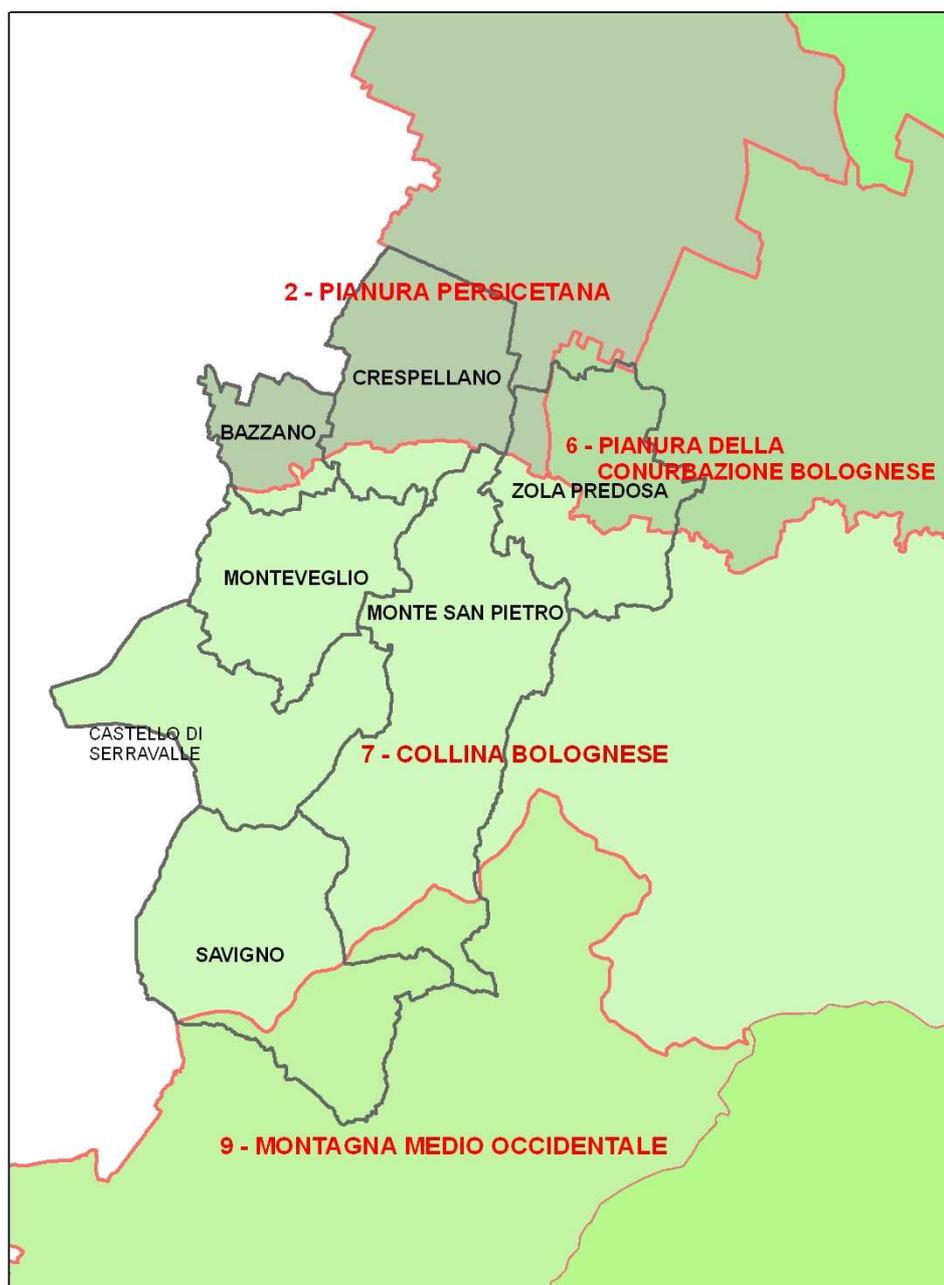 2 - PIANURA PERSICETANA
CRESPELLANO
BAZZANO
6 - PIANURA DELLA
CONURBAZIONE BOLOGNESE
ZOLA PREDOSA
MONTEVEGLIO
MONTE SAN PIETRO
CASTELLO DI
SERRAVALLE
7 - COLLINA BOLOGNESE
SAVIGNO
9 - MONTAGNA MEDIO OCCIDENTALE